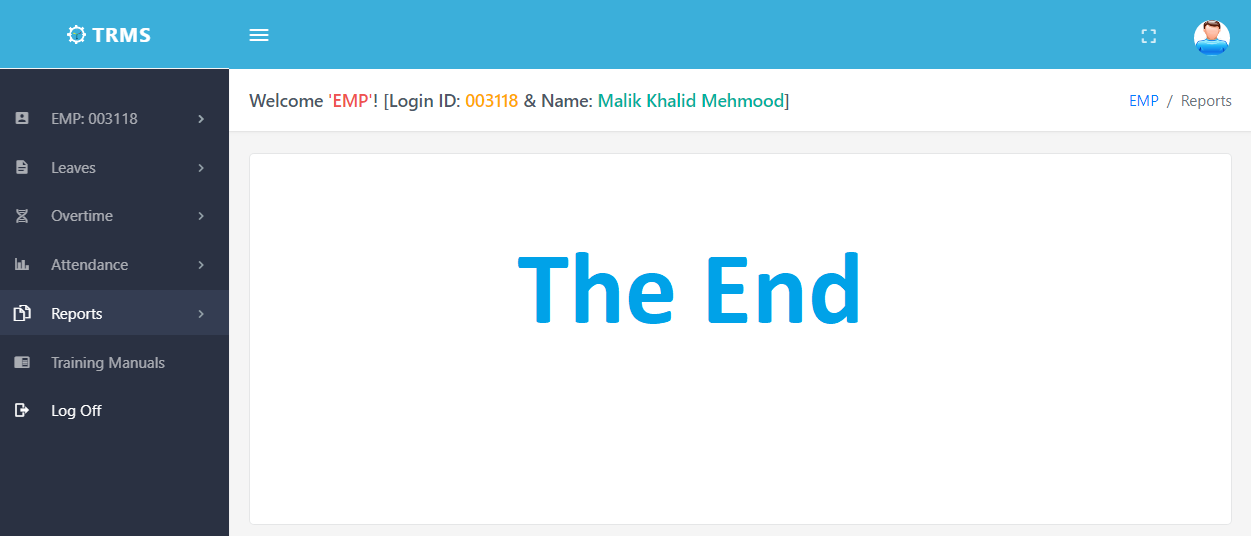 TRMS
Welcome 'EMP'! [Login ID: 003118 & Name: Malik Khalid Mehmood]
EMP / Reports
EMP: 003118
Leaves
Overtime
Attendance
Reports
Training Manuals
Log Off
The End